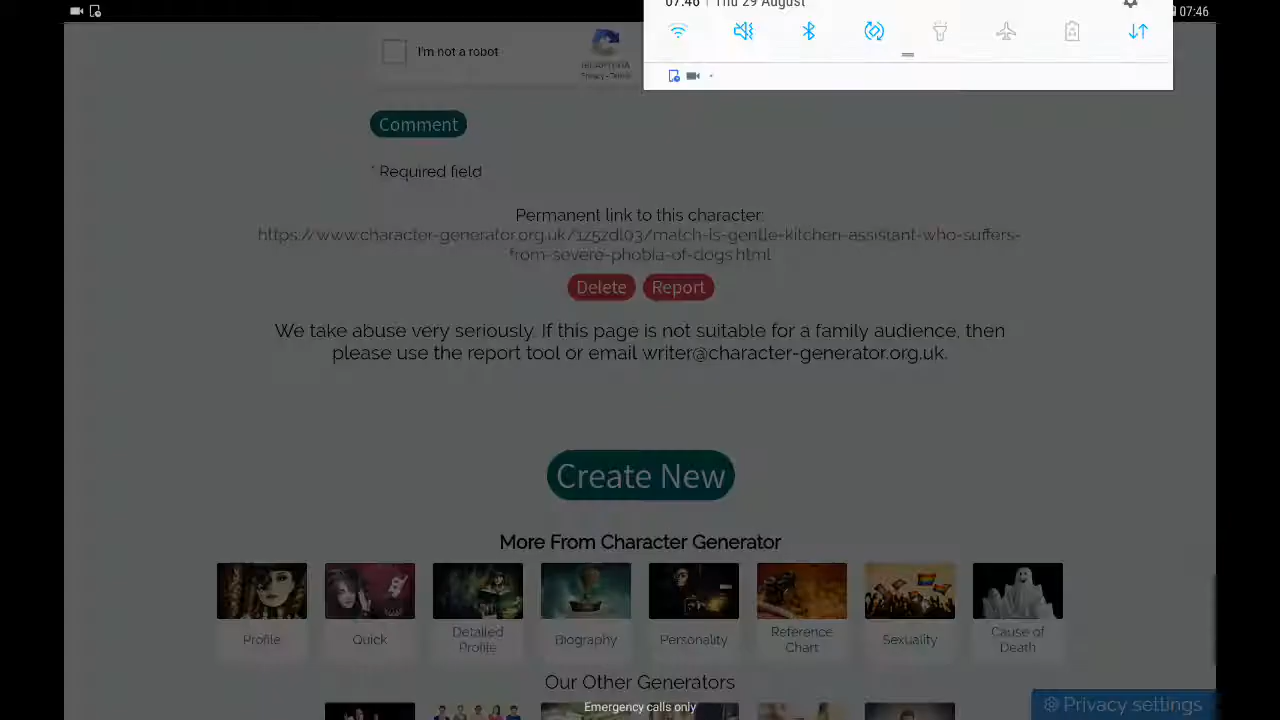 07:46 | Thu 29 August
07:46
I'm not a robot
reCAPTCHA
Privacy - Terms
Comment
* Required field
Permanent link to this character:
https://www.character-generator.org.uk/1z5zdl03/match-is-gentle-kitchen-assistant-who-suffers-
from-severe-phobia-of-dogs.html
Delete Report
We take abuse very seriously. If this page is not suitable for a family audience, then
please use the report tool or email writer@character-generator.org.uk.
Create New
More From Character Generator
Profile
Quick
Detailed
Profile
Biography
Personality
Reference
Chart
Sexuality
Cause of
Death
Our Other Generators
Privacy settings
Emergency calls only